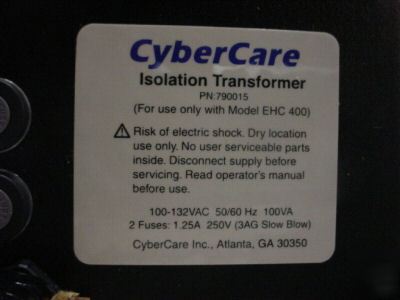 CyberCare
Isolation Transformer
PN:790015
(For use only with Model EHC 400)
Risk of electric shock. Dry location
use only. No user serviceable parts
inside. Disconnect supply before
servicing. Read operator's manual
before use.
100-132VAC 50/60 Hz 100VA
2 Fuses: 1.25A 250V (3AG Slow Blow)
CyberCare Inc., Atlanta, GA 30350